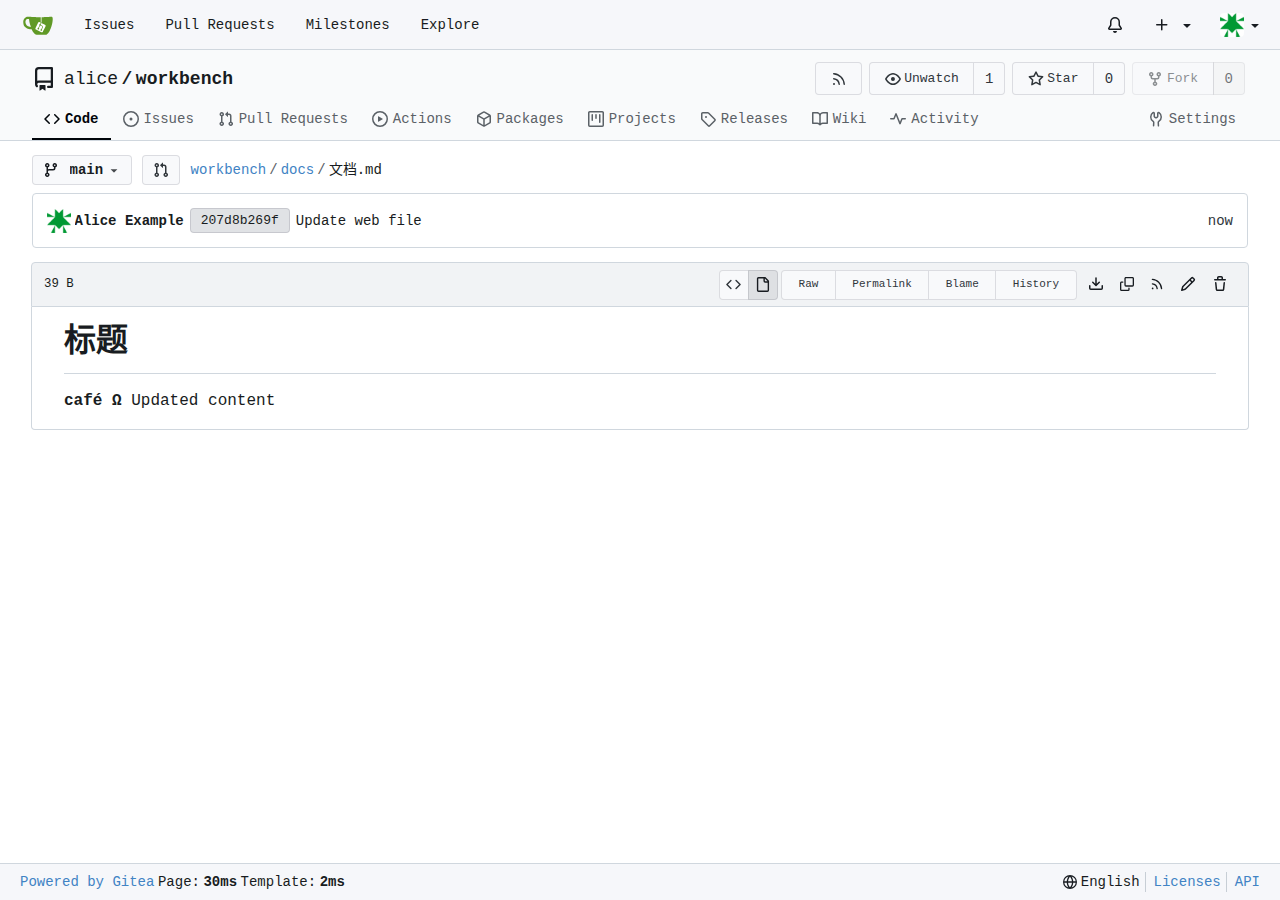 Issues Pull Requests Milestones Explore
alice/workbench Unwatch 1 Star 0 Fork 0
Code Issues Pull Requests Actions Packages Projects Releases Wiki Activity Settings
main workbench/docs/文档.md
Alice Example 207d8b269f Update web file now
39 B Raw Permalink Blame History
标题
café Ω Updated content
Powered by Gitea Page: 30ms Template: 2ms English Licenses API